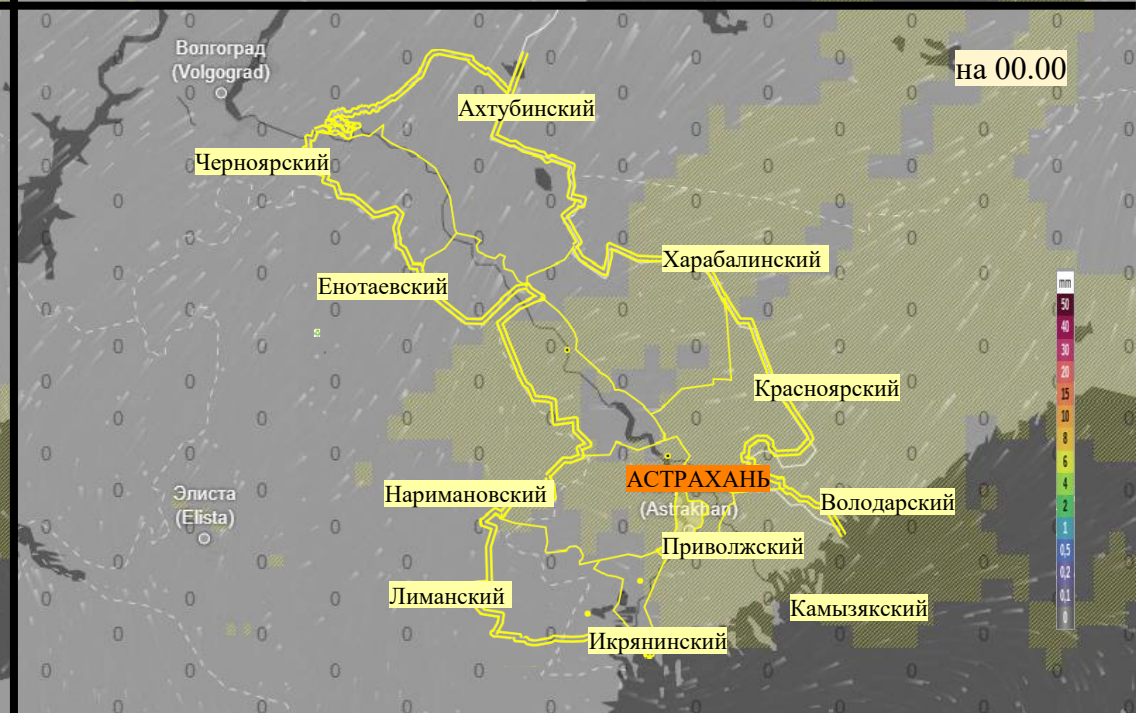 Волгоград
(Volgograd)
на 00.00
Ахтубинский
Черноярский
Харабалинский
Енотаевский
mm
50
40
30
20
15
10
8
6
4
2
1
0,5
0,2
0,1
0
Красноярский
АСТРАХАНЬ
(Astrakhan)
Нариманoвский
Элиста
(Elista)
Володарский
Приволжский
Лиманский
Камызякский
Икрянинский